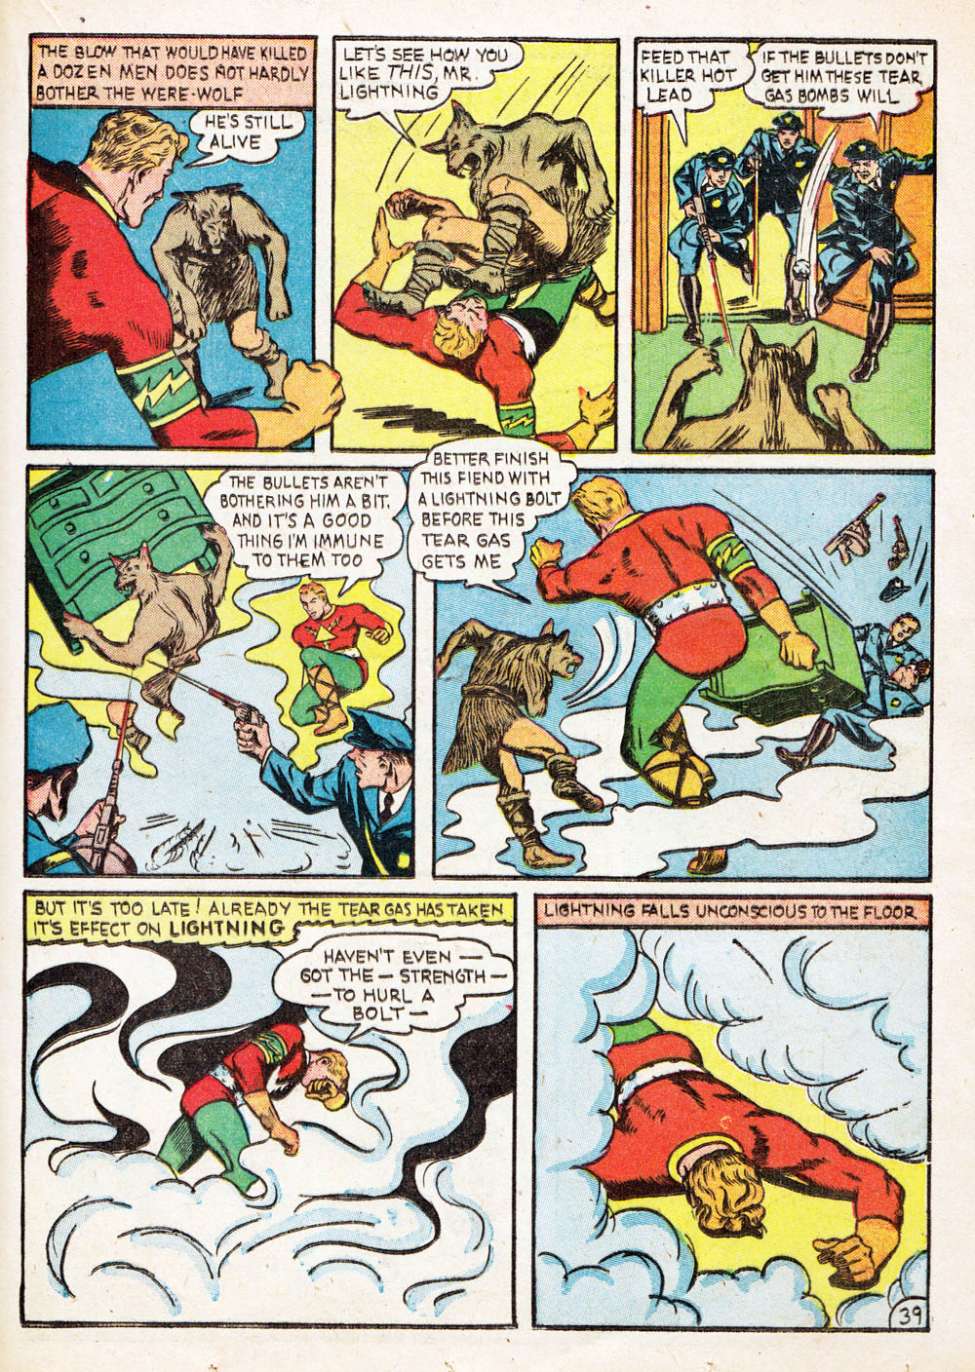 THE BLOW THAT WOULD HAVE KILLED
A DOZEN MEN DOES NOT HARDLY
BOTHER THE WERE-WOLF
HE'S STILL
ALIVE
LET'S SEE HOW YOU
LIKE THIS, MR.
LIGHTNING
FEED THAT
KILLER HOT
LEAD
IF THE BULLETS DON'T
GET HIM THESE TEAR
GAS BOMBS WILL
THE BULLETS AREN'T
BOTHERING HIM A BIT.
AND IT'S A GOOD
THING I'M IMMUNE
TO THEM TOO
BETTER FINISH
THIS FIEND WITH
A LIGHTNING BOLT
BEFORE THIS
TEAR GAS
GETS ME
BUT IT'S TOO LATE! ALREADY THE TEAR GAS HAS TAKEN
IT'S EFFECT ON LIGHTNING
HAVEN'T EVEN —
GOT THE — STRENGTH —
— TO HURL A
BOLT —
LIGHTNING FALLS UNCONSCIOUS TO THE FLOOR
39